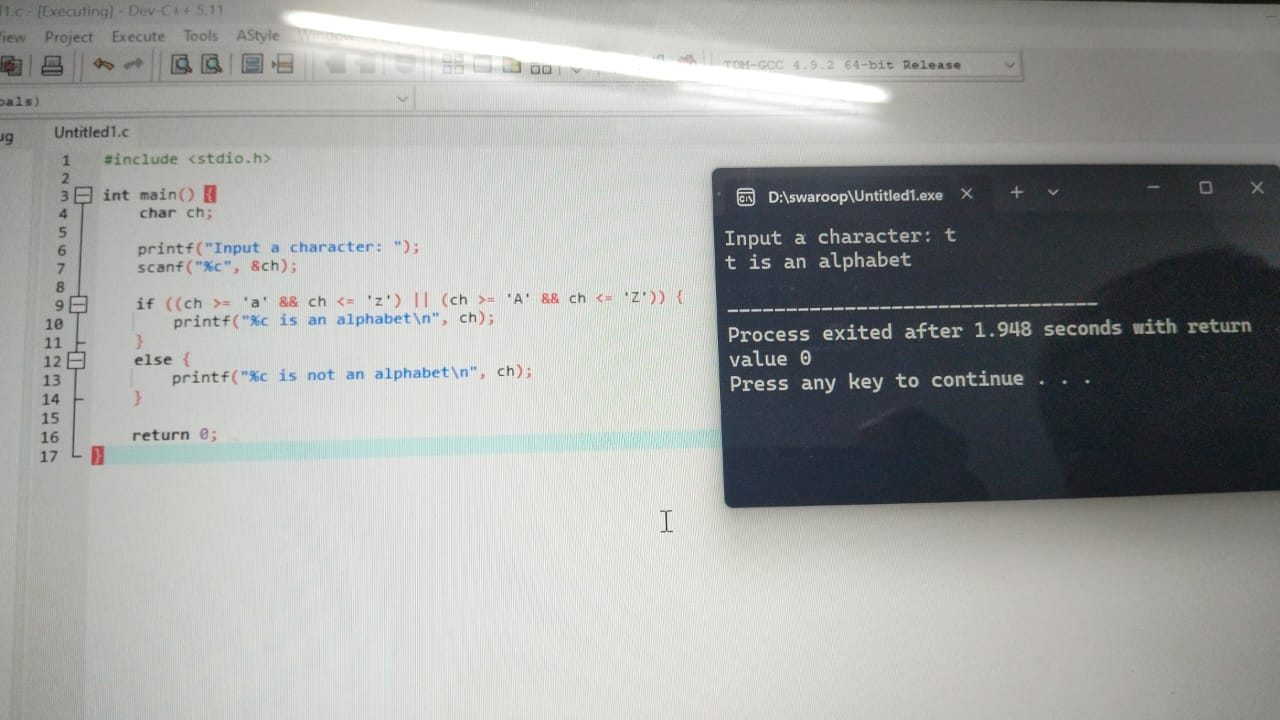 1.c - [Executing] - Dev-C++ 5.11
Project Execute Tools AStyle
TDM-GCC 4.9.2 64-bit Release
Untitled1.c
1 #include <stdio.h>
2
3 int main() {
4 char ch;
5
6 printf("Input a character: ");
7 scanf("%c", &ch);
8
9 if ((ch >= 'a' && ch <= 'z') || (ch >= 'A' && ch <= 'Z')) {
10 printf("%c is an alphabet\n", ch);
11 }
12 else {
13 printf("%c is not an alphabet\n", ch);
14 }
15
16 return 0;
17 }
D:\swaroop\Untitled1.exe
Input a character: t
t is an alphabet
--------------------------------
Process exited after 1.948 seconds with return
value 0
Press any key to continue . . .